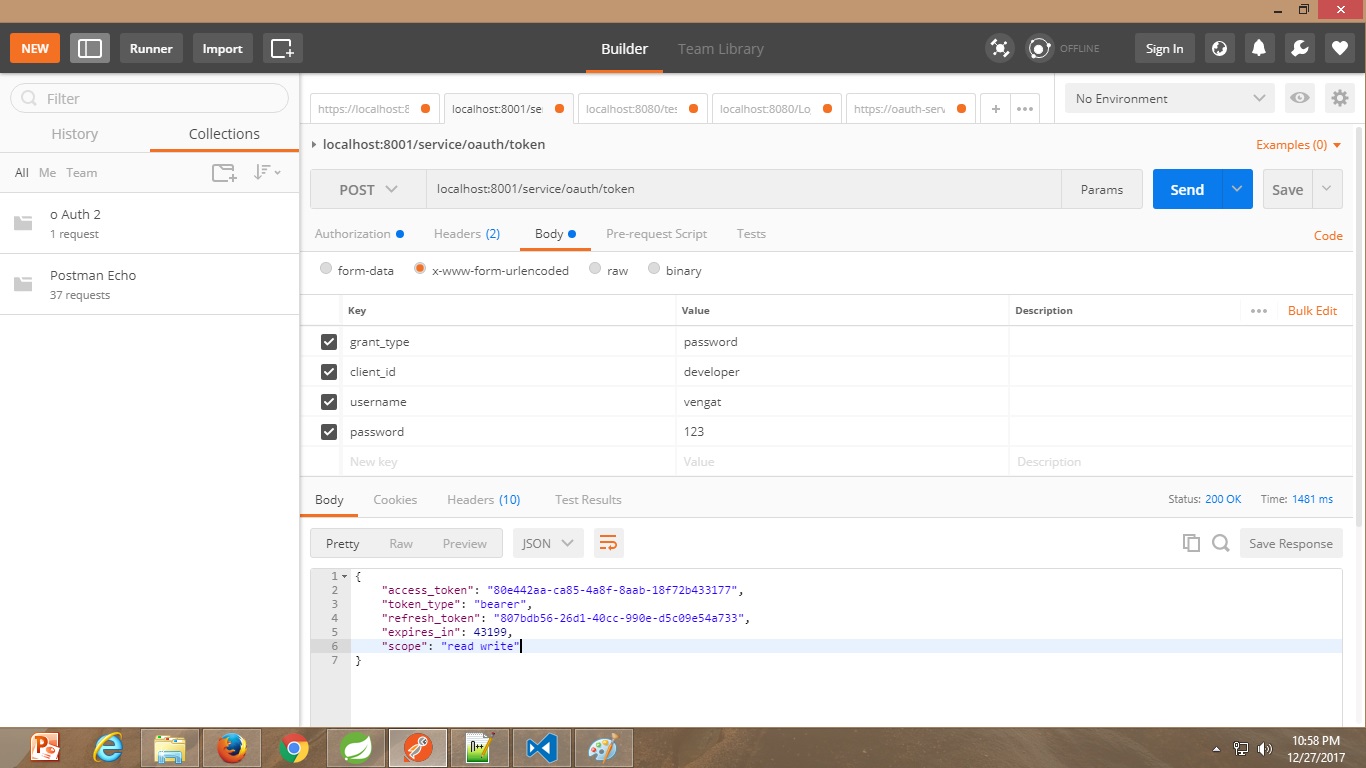 NEW
Runner
Import
Builder
Team Library
OFFLINE
Sign In
Filter
History
Collections
All Me Team
o Auth 2
1 request
Postman Echo
37 requests
https://localhost:8
localhost:8001/se
localhost:8080/tes
localhost:8080/Lo
https://oauth-serv
+
No Environment
localhost:8001/service/oauth/token
Examples (0)
POST
localhost:8001/service/oauth/token
Params
Send
Save
Authorization
Headers (2)
Body
Pre-request Script
Tests
Code
form-data
x-www-form-urlencoded
raw
binary
Key Value Description
Bulk Edit
grant_type password
client_id developer
username vengat
password 123
New key Value Description
Body
Cookies
Headers (10)
Test Results
Status: 200 OK
Time: 1481 ms
Pretty
Raw
Preview
JSON
Save Response
1 {
2 "access_token": "80e442aa-ca85-4a8f-8aab-18f72b433177",
3 "token_type": "bearer",
4 "refresh_token": "807bdb56-26d1-40cc-990e-d5c09e54a733",
5 "expires_in": 43199,
6 "scope": "read write"
7 }
10:58 PM
12/27/2017